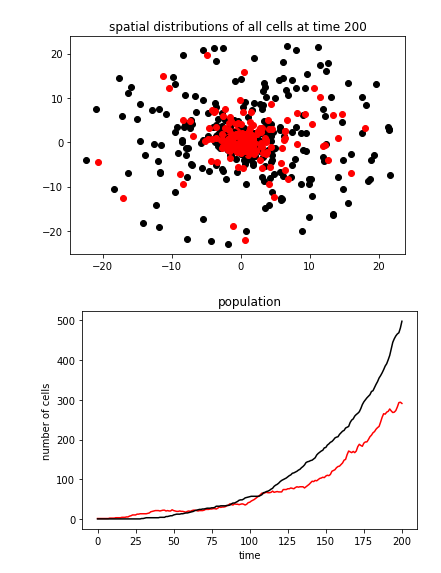 spatial distributions of all cells at time 200
20
10
0
−10
−20
−20 −10 0 10 20
population
500
400
300
200
100
0
number of cells
0 25 50 75 100 125 150 175 200
time